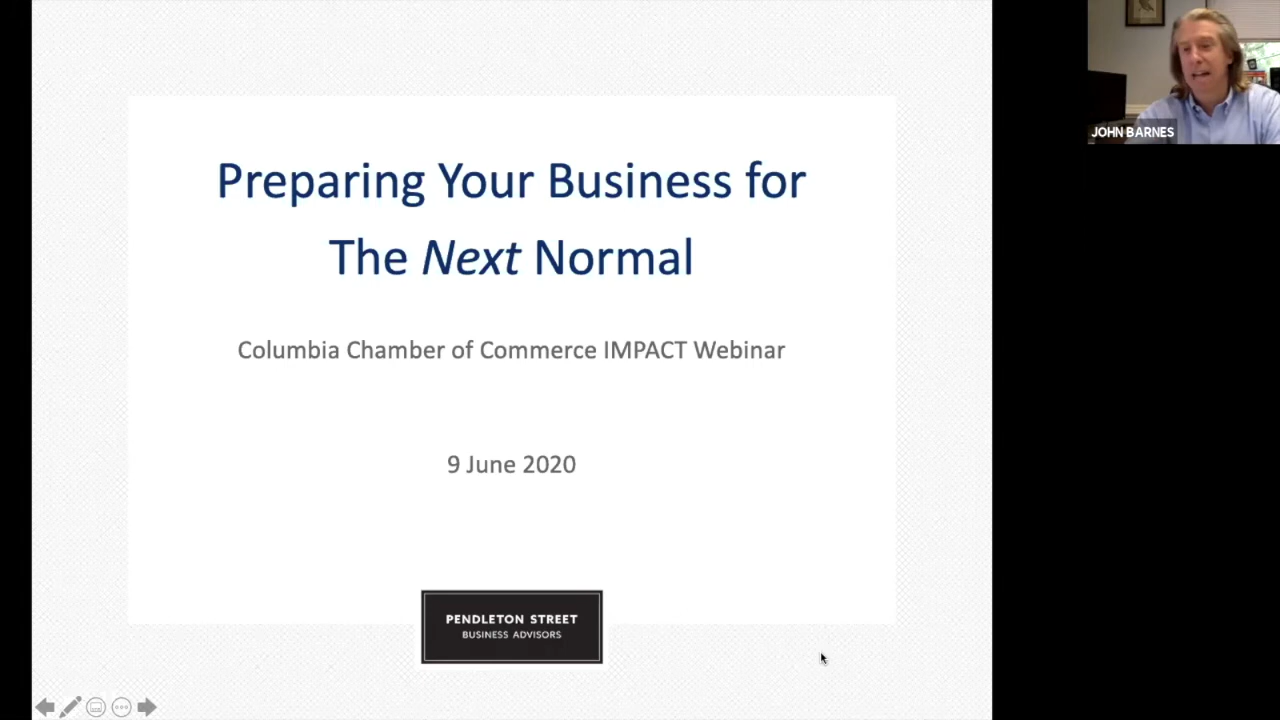 Preparing Your Business for
The Next Normal
Columbia Chamber of Commerce IMPACT Webinar
9 June 2020
PENDLETON STREET
BUSINESS ADVISORS
JOHN BARNES